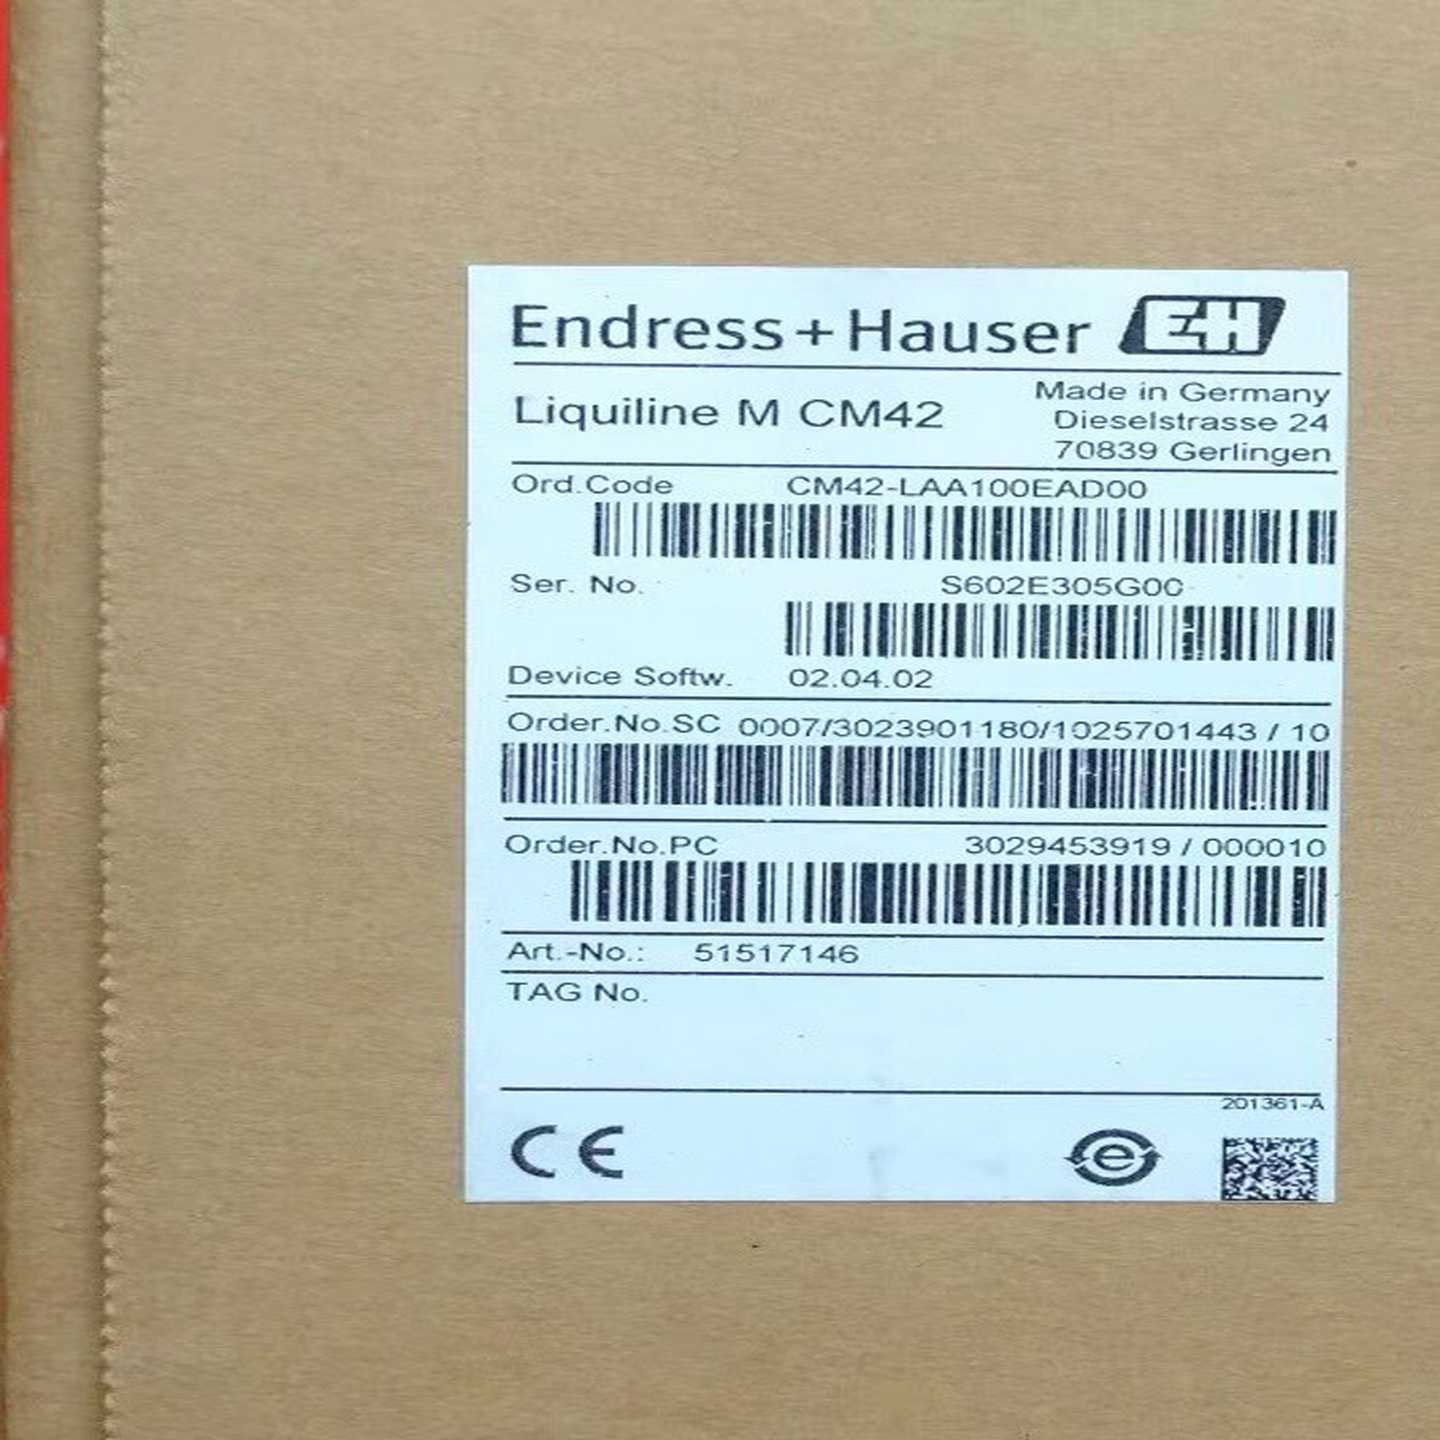 Endress+Hauser EH
Liquiline M CM42
Made in Germany
Dieselstrasse 24
70839 Gerlingen
Ord.Code CM42-LAA100EAD00
Ser. No. S602E305G00
Device Softw. 02.04.02
Order.No.SC 0007/3023901180/1025701443 / 10
Order.No.PC 3029453919 / 000010
Art.-No.: 51517146
TAG No.
201361-A
CE
e